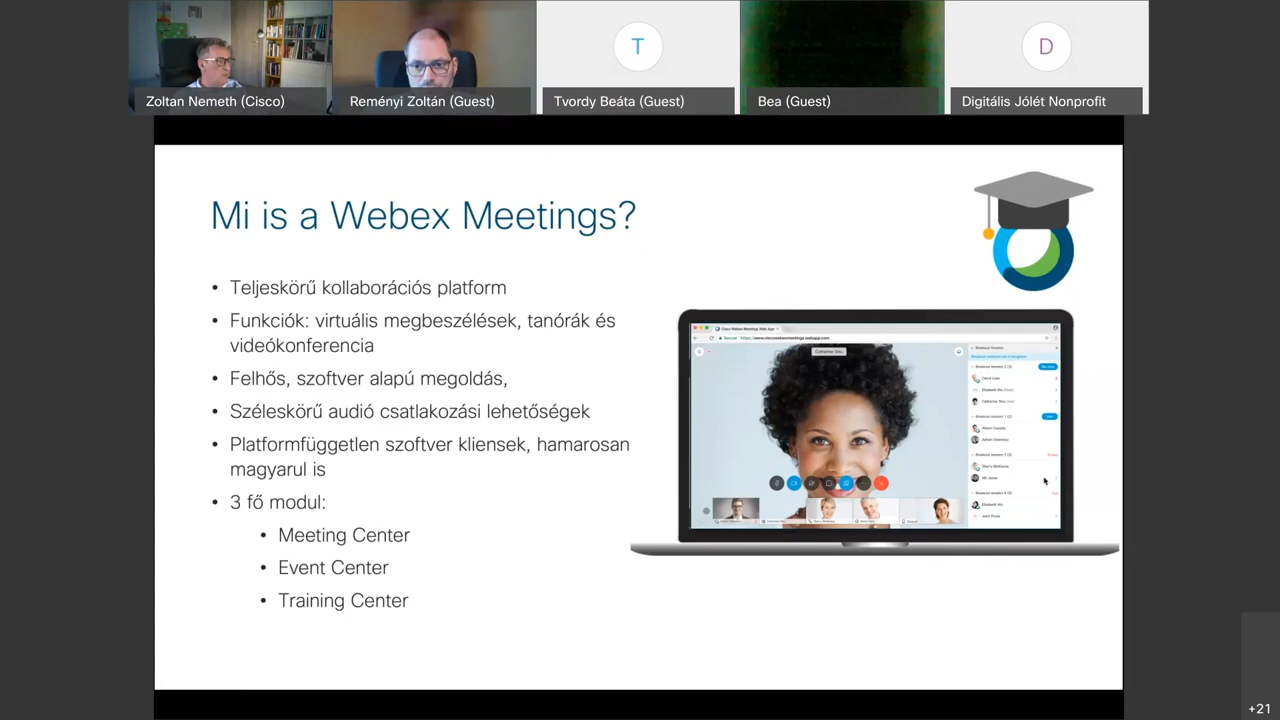 Zoltan Nemeth (Cisco)
Reményi Zoltán (Guest)
T
Tvordy Beáta (Guest)
Bea (Guest)
D
Digitális Jólét Nonprofit
Mi is a Webex Meetings?
• Teljeskörű kollaborációs platform
• Funkciók: virtuális megbeszélések, tanórák és
videókonferencia
• Felhős, szoftver alapú megoldás,
• Széleskörű audió csatlakozási lehetőségek
• Platformfüggetlen szoftver kliensek, hamarosan
magyarul is
• 3 fő modul:
• Meeting Center
• Event Center
• Training Center
+21